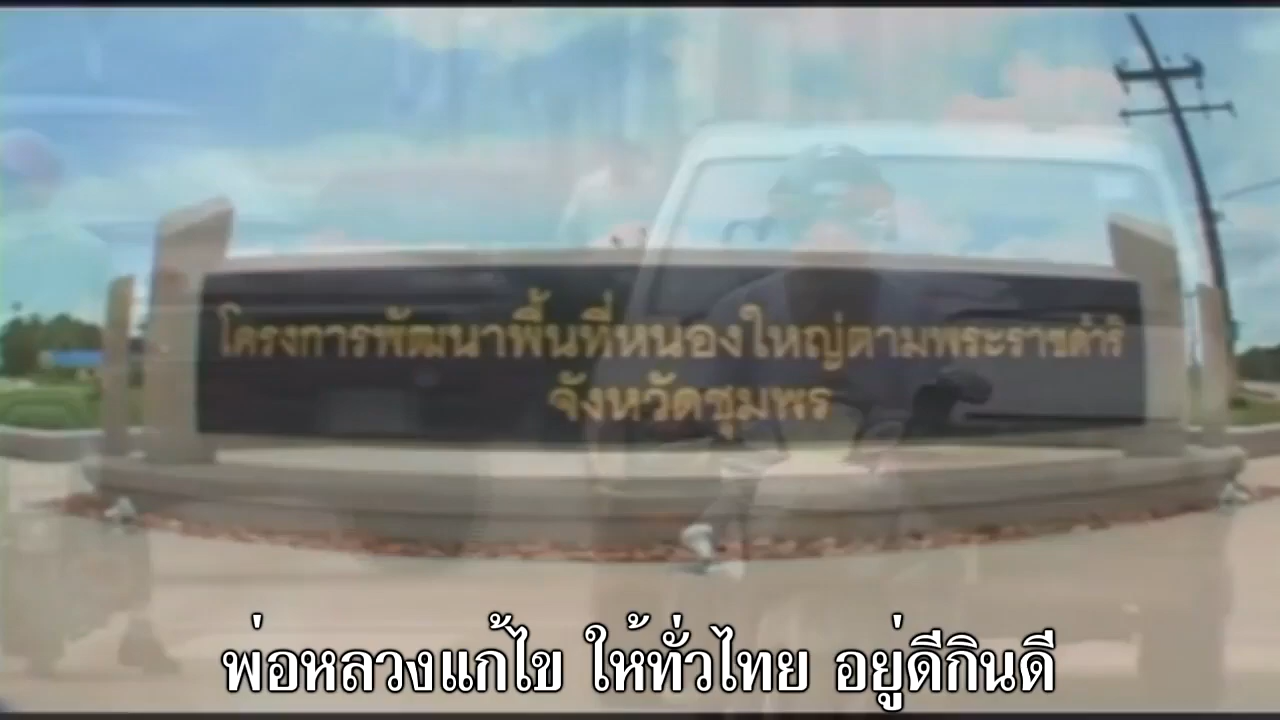 โครงการพัฒนาพื้นที่หนองใหญ่ตามพระราชดำริ
จังหวัดชุมพร
พ่อหลวงแก้ไข ให้ทั่วไทย อยู่ดีกินดี